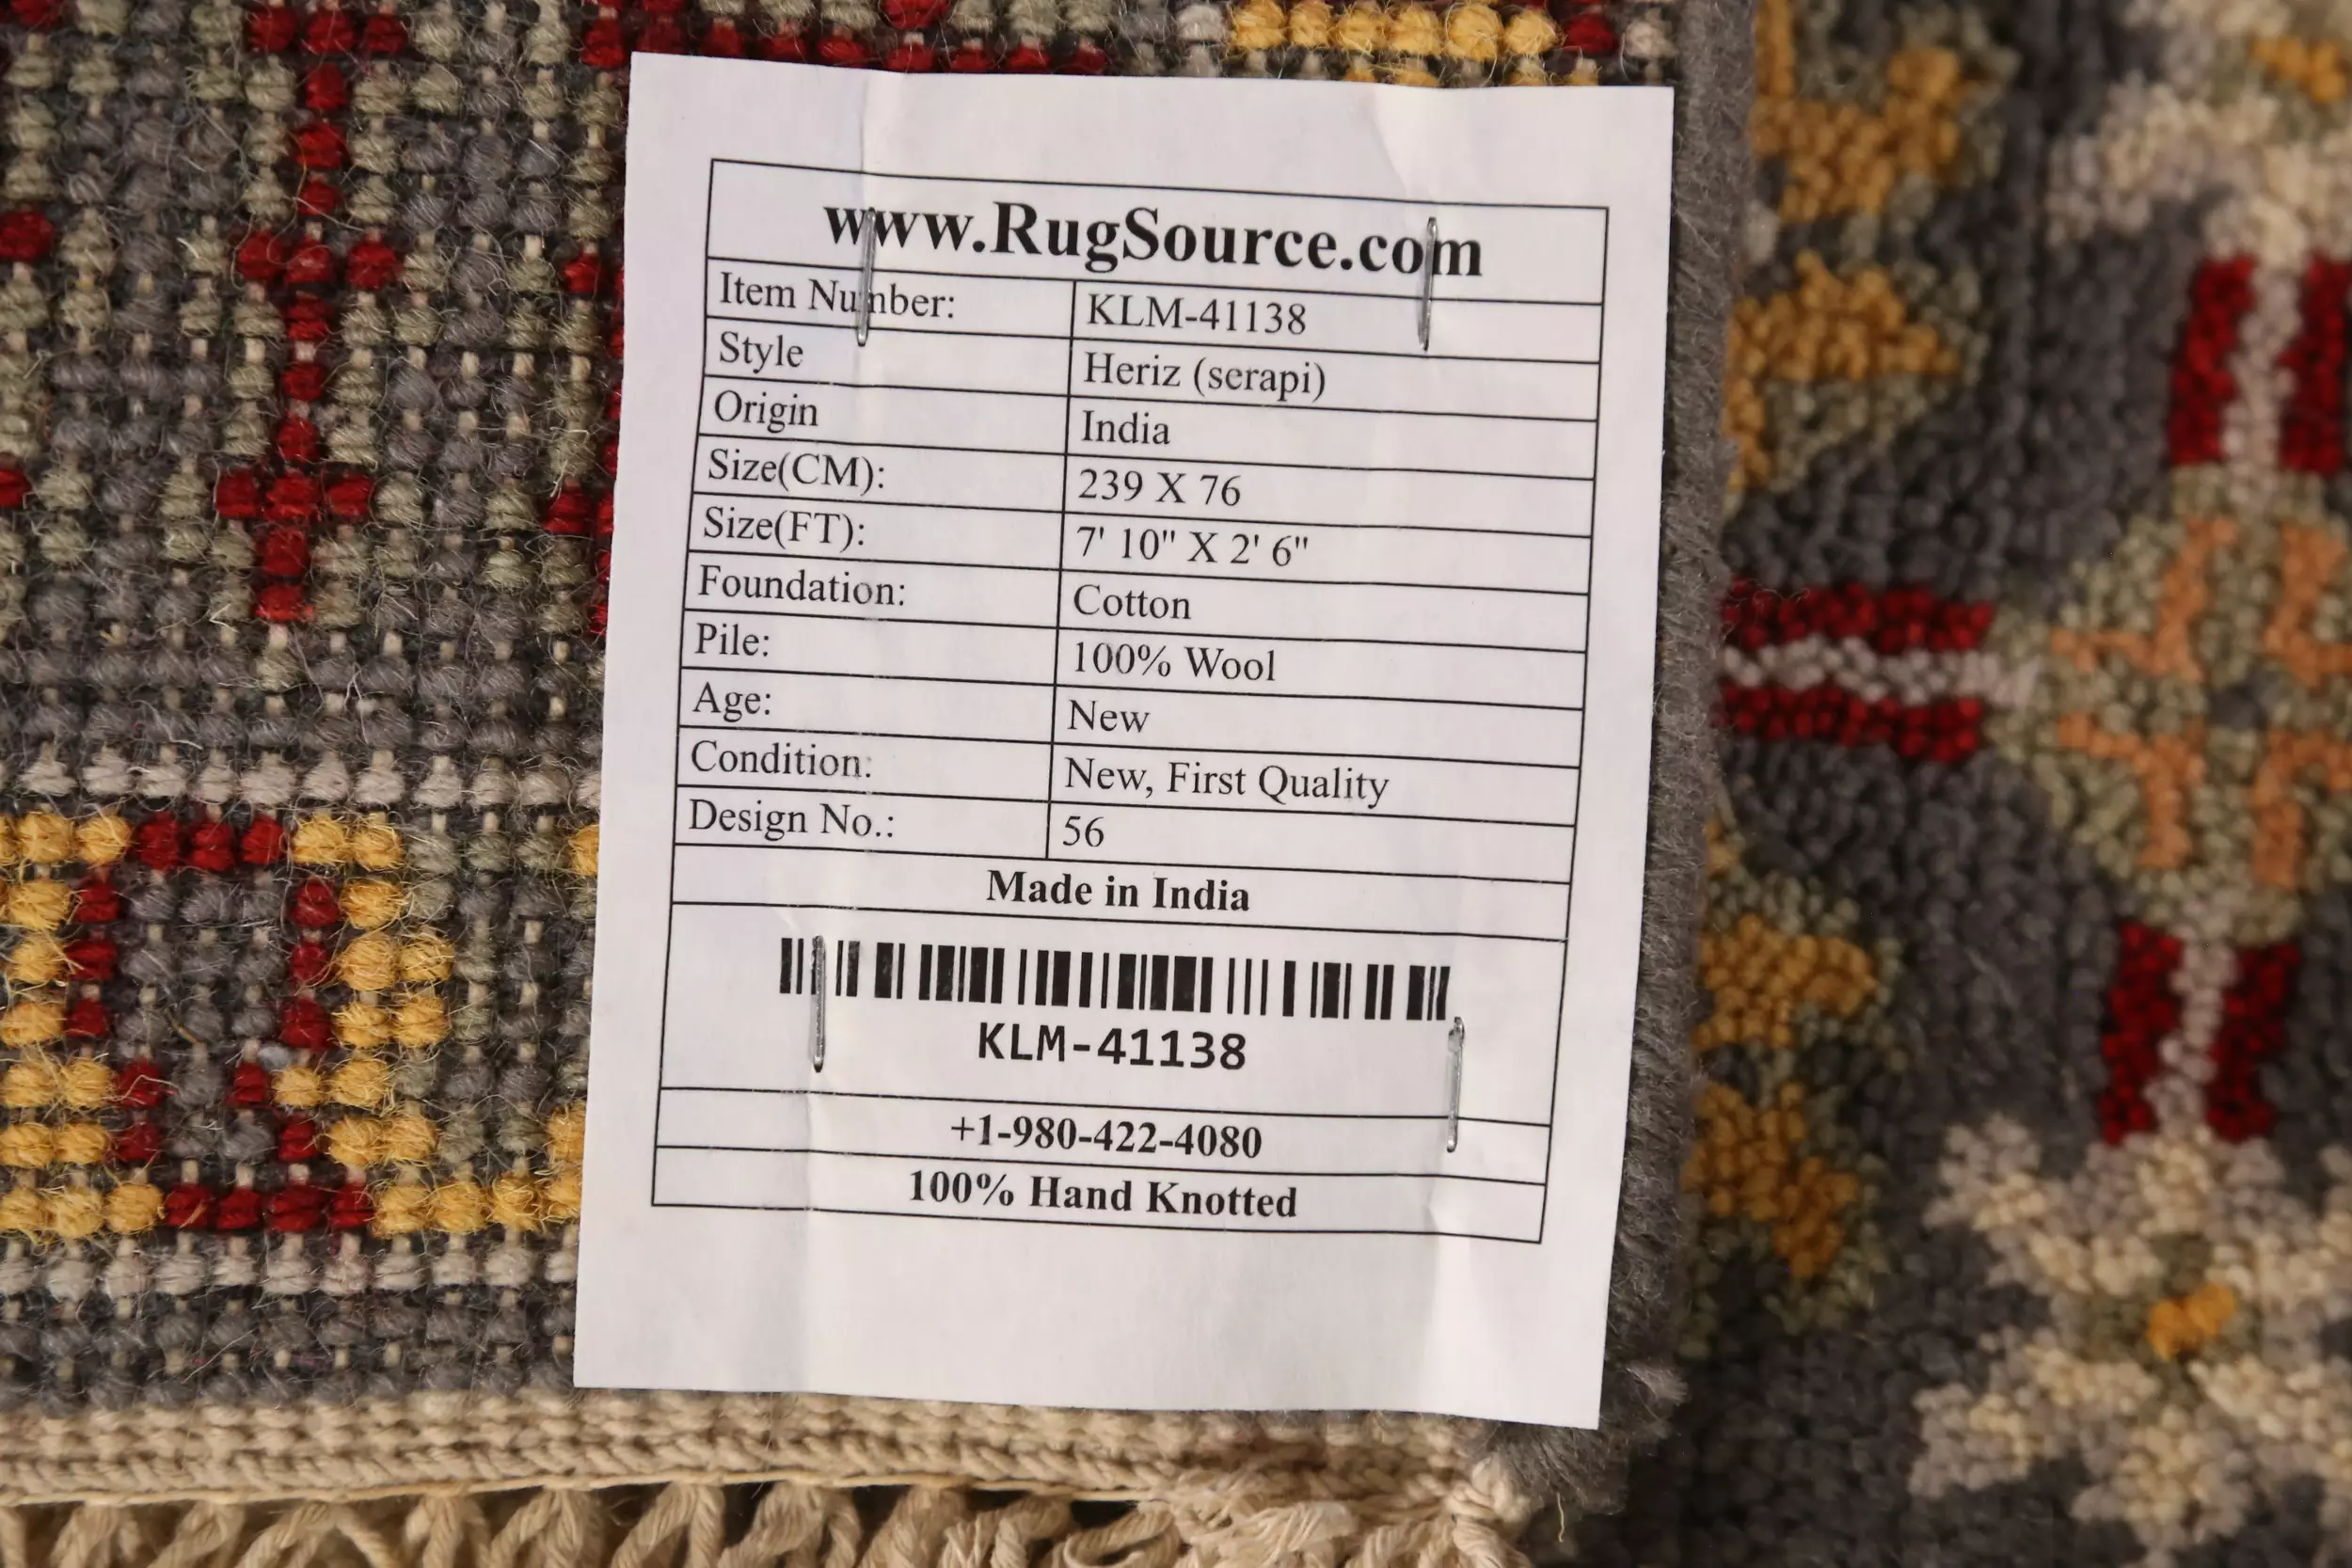 www.RugSource.com
Item Number: KLM-41138
Style Heriz (serapi)
Origin India
Size(CM): 239 X 76
Size(FT): 7' 10" X 2' 6"
Foundation: Cotton
Pile: 100% Wool
Age: New
Condition: New, First Quality
Design No.: 56
Made in India
KLM-41138
+1-980-422-4080
100% Hand Knotted